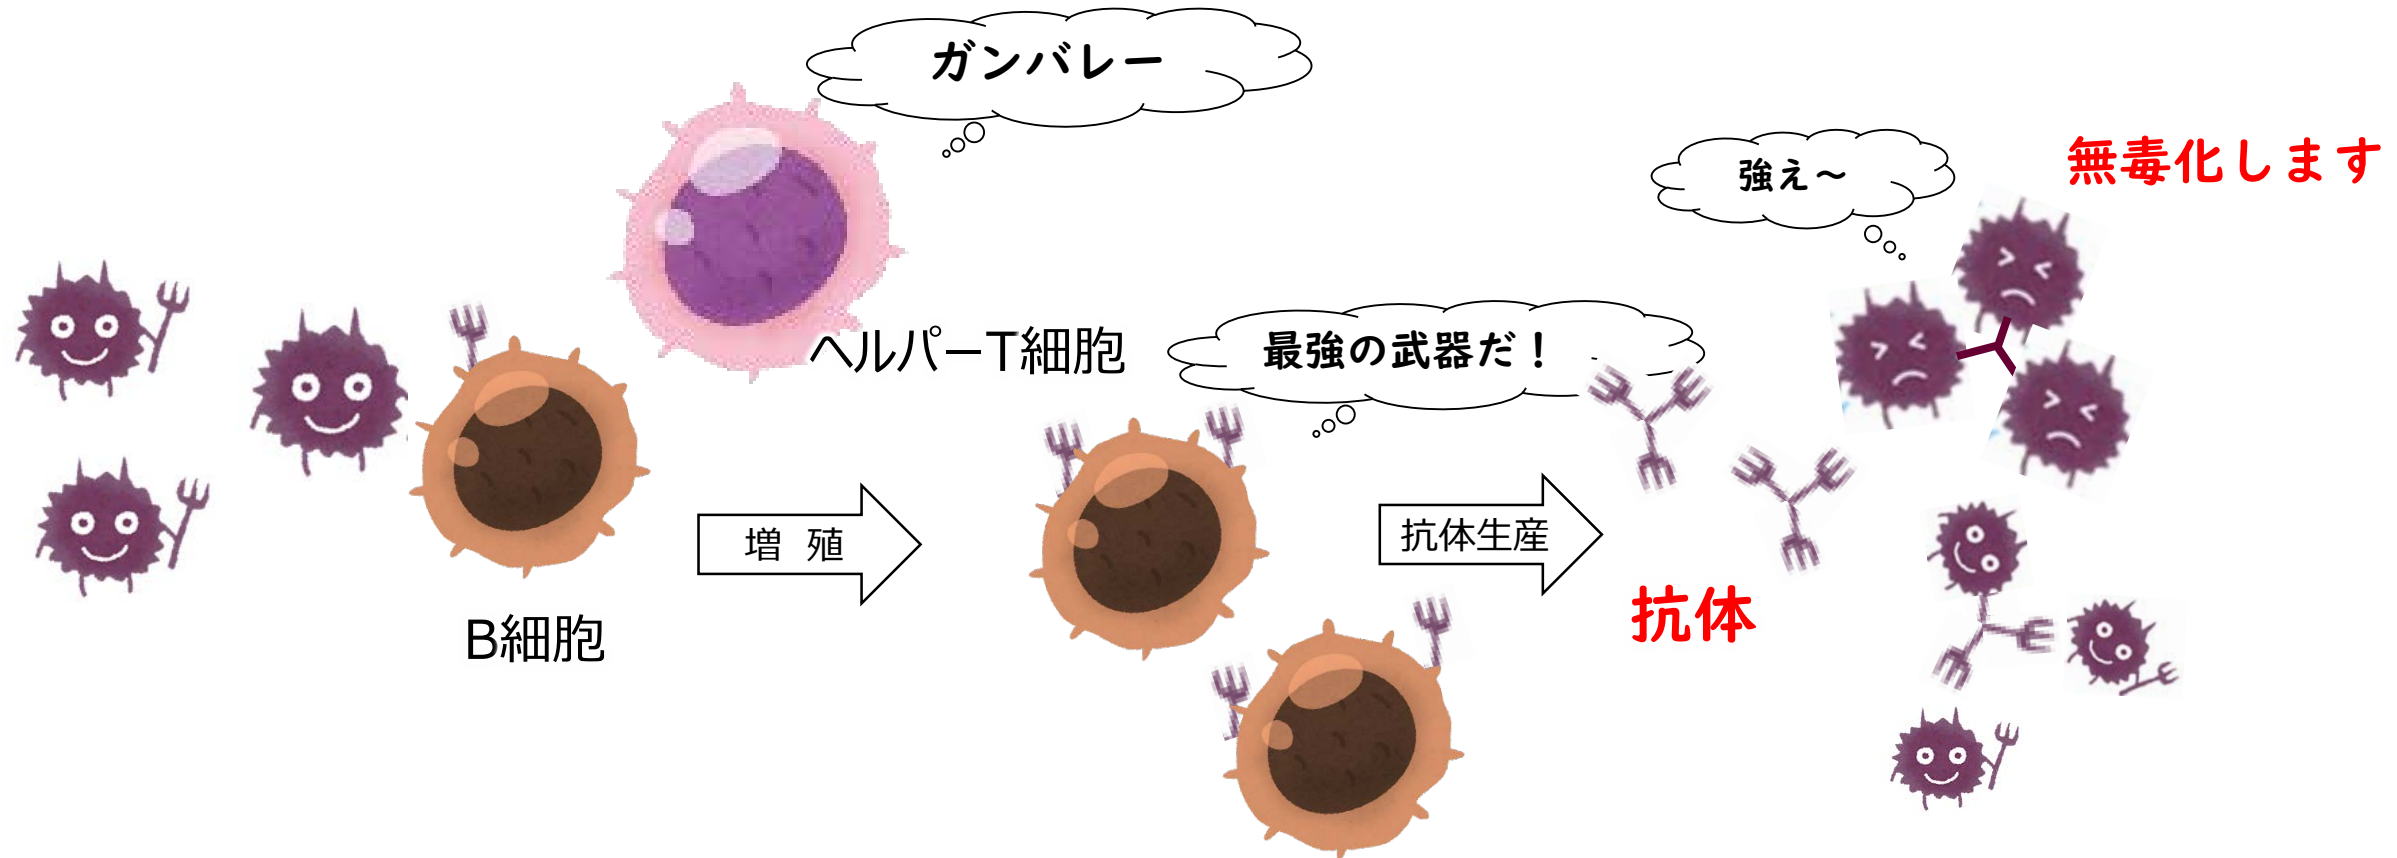 ガンバレー
強え～
無毒化します
ヘルパーT細胞
最強の武器だ！
増 殖
抗体生産
抗体
B細胞